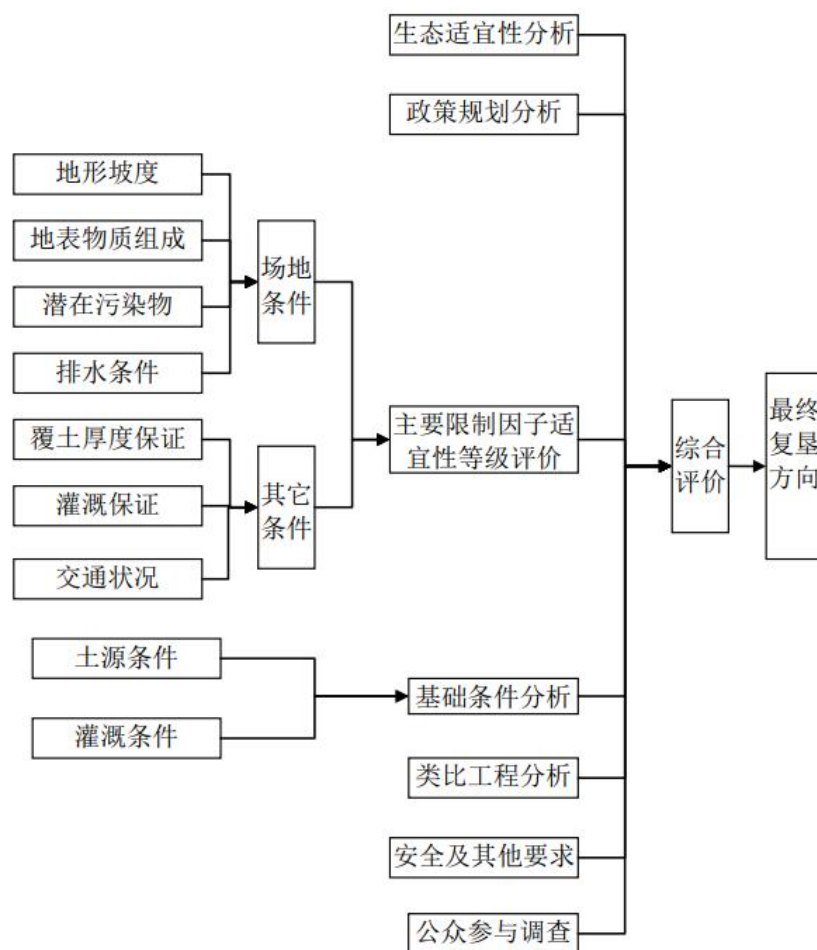 生态适宜性分析
政策规划分析
地形坡度
地表物质组成
潜在污染物
排水条件
场地
条件
覆土厚度保证
灌溉保证
交通状况
其它
条件
主要限制因子适
宜性等级评价
土源条件
灌溉条件
基础条件分析
类比工程分析
安全及其他要求
公众参与调查
综合
评价
最终
复垦
方向